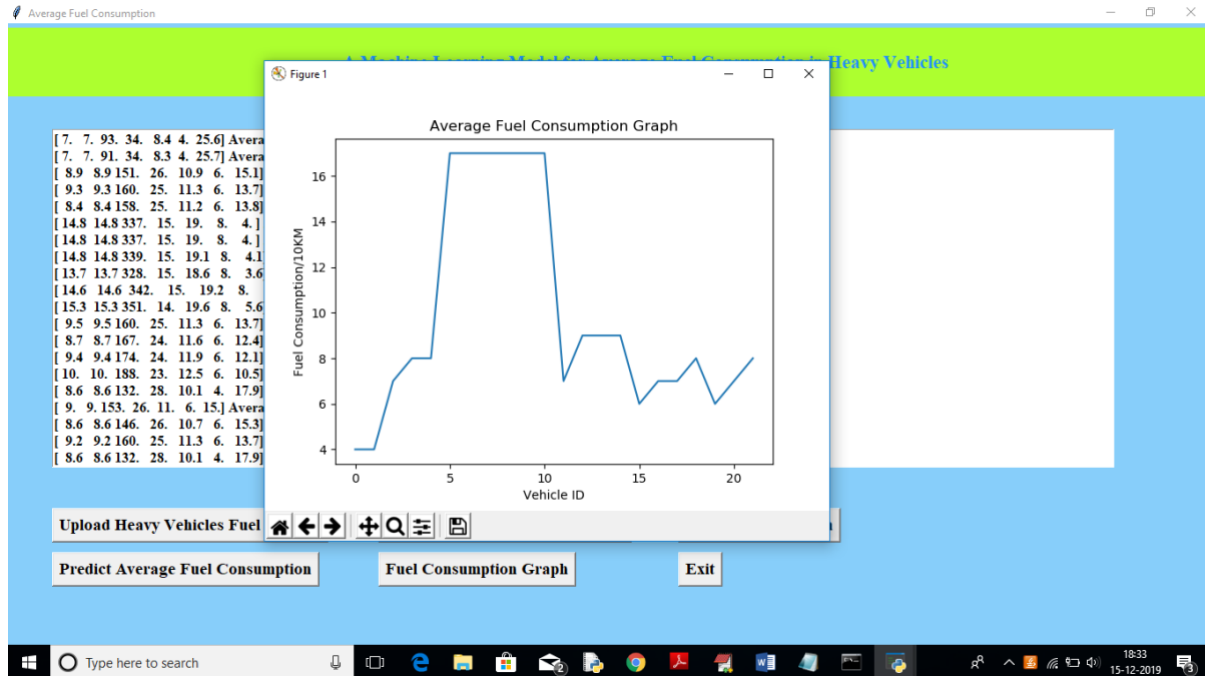 Average Fuel Consumption
Heavy Vehicles
Figure 1
Average Fuel Consumption Graph
16
14
12
10
8
6
4
Fuel Consumption/10KM
0 5 10 15 20
Vehicle ID
[ 7. 7. 93. 34. 8.4 4. 25.6] Avera
[ 7. 7. 91. 34. 8.3 4. 25.7] Avera
[ 8.9 8.9 151. 26. 10.9 6. 15.1]
[ 9.3 9.3 160. 25. 11.3 6. 13.7]
[ 8.4 8.4 158. 25. 11.2 6. 13.8]
[ 14.8 14.8 337. 15. 19. 8. 4. ]
[ 14.8 14.8 337. 15. 19. 8. 4. ]
[ 14.8 14.8 339. 15. 19.1 8. 4.1
[ 13.7 13.7 328. 15. 18.6 8. 3.6
[ 14.6 14.6 342. 15. 19.2 8.
[ 15.3 15.3 351. 14. 19.6 8. 5.6
[ 9.5 9.5 160. 25. 11.3 6. 13.7]
[ 8.7 8.7 167. 24. 11.6 6. 12.4]
[ 9.4 9.4 174. 24. 11.9 6. 12.1]
[ 10. 10. 188. 23. 12.5 6. 10.5]
[ 8.6 8.6 132. 28. 10.1 4. 17.9]
[ 9. 9. 153. 26. 11. 6. 15.] Avera
[ 8.6 8.6 146. 26. 10.7 6. 15.3]
[ 9.2 9.2 160. 25. 11.3 6. 13.7]
[ 8.6 8.6 132. 28. 10.1 4. 17.9]
Upload Heavy Vehicles Fuel
Predict Average Fuel Consumption
Fuel Consumption Graph
Exit
Type here to search
18:33
15-12-2019